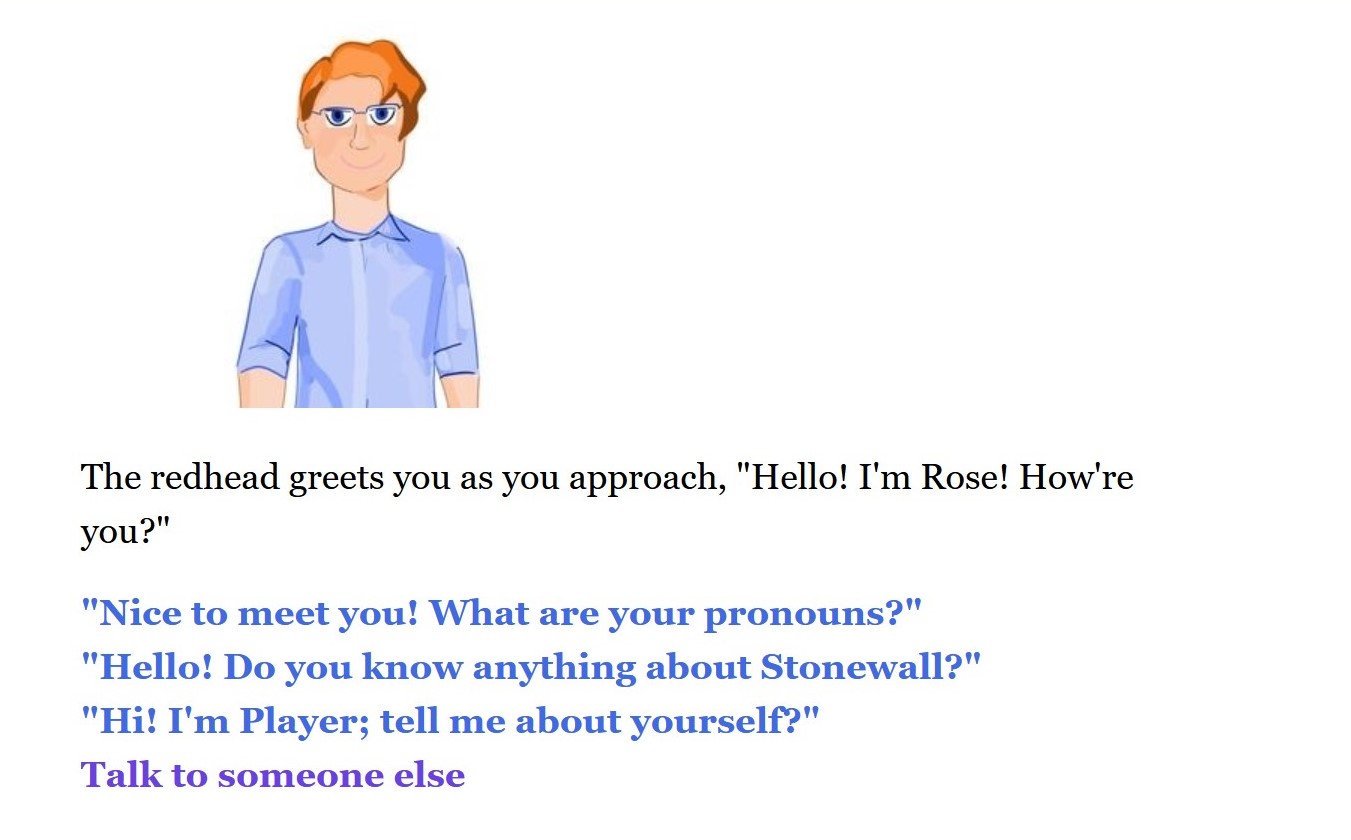 The redhead greets you as you approach, "Hello! I'm Rose! How're
you?"
"Nice to meet you! What are your pronouns?"
"Hello! Do you know anything about Stonewall?"
"Hi! I'm Player; tell me about yourself?"
Talk to someone else